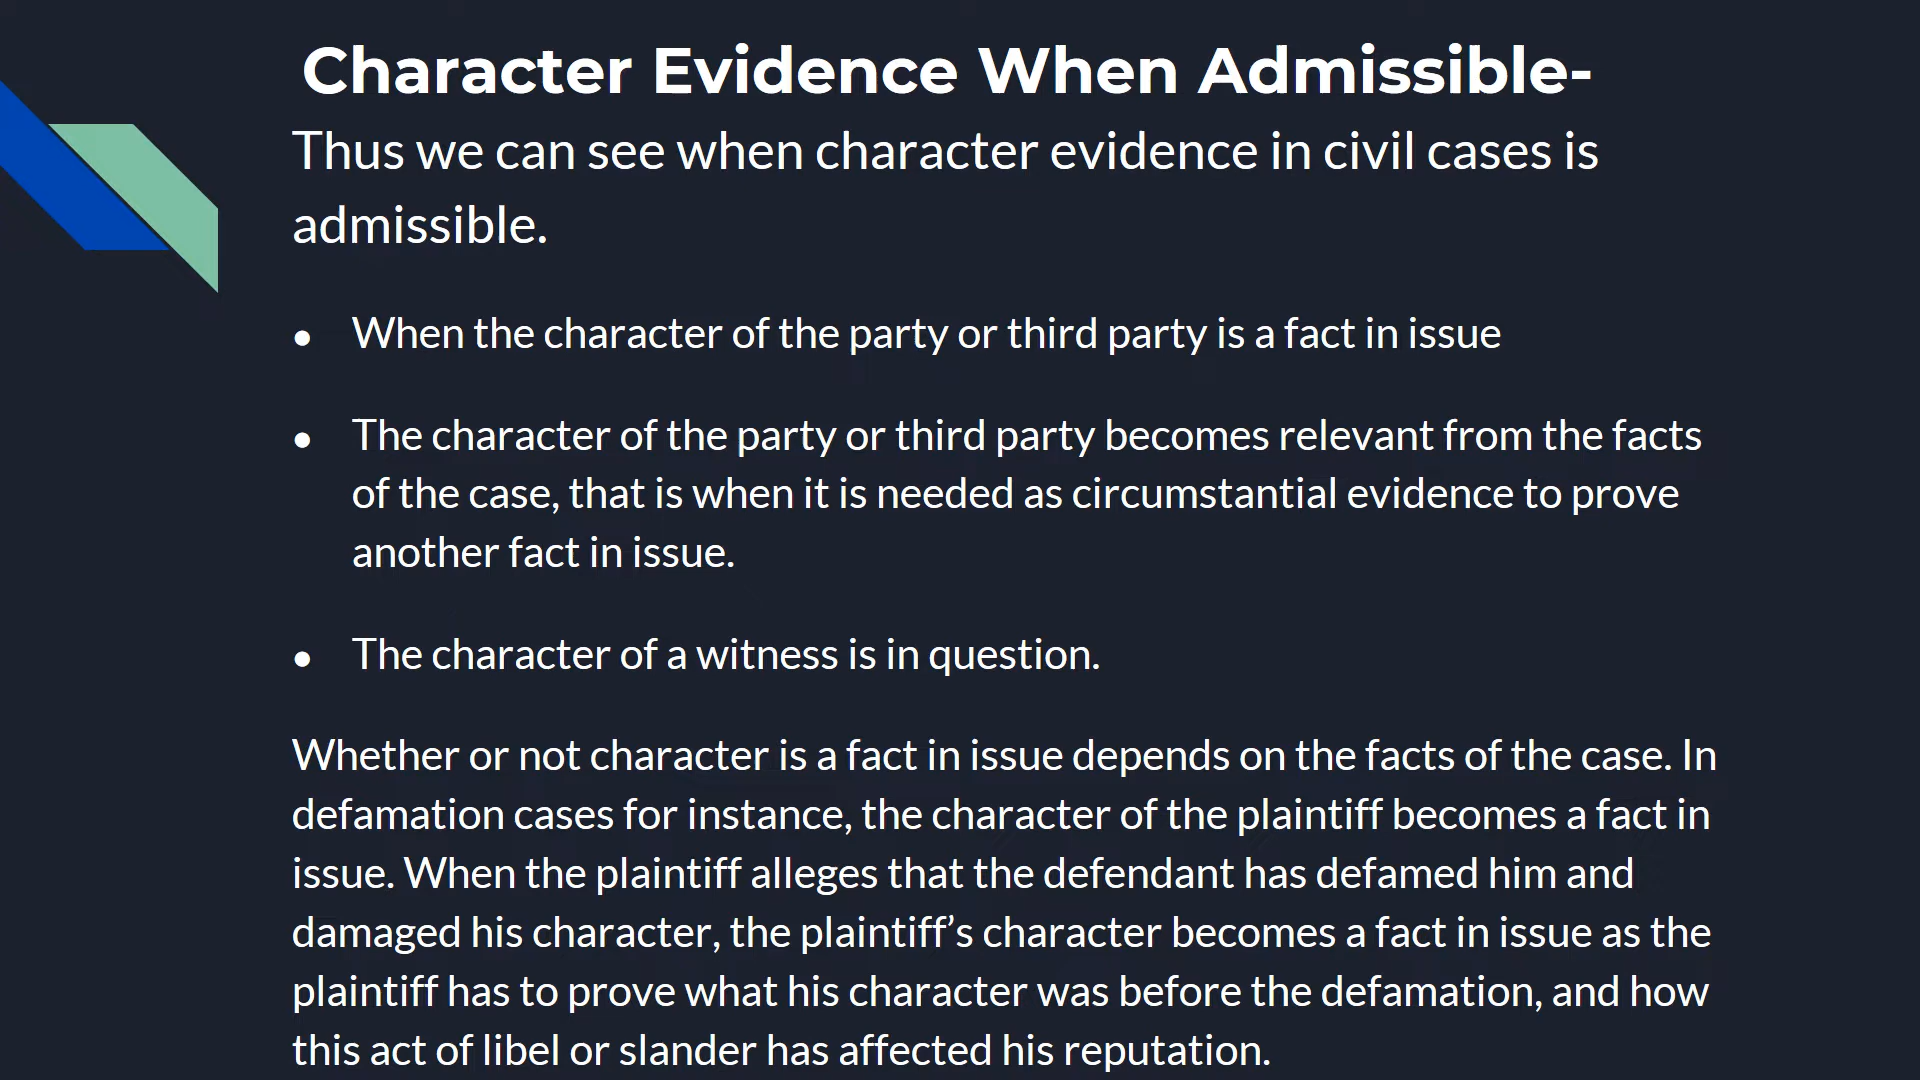 Character Evidence When Admissible-
Thus we can see when character evidence in civil cases is
admissible.
● When the character of the party or third party is a fact in issue
● The character of the party or third party becomes relevant from the facts
of the case, that is when it is needed as circumstantial evidence to prove
another fact in issue.
● The character of a witness is in question.
Whether or not character is a fact in issue depends on the facts of the case. In
defamation cases for instance, the character of the plaintiff becomes a fact in
issue. When the plaintiff alleges that the defendant has defamed him and
damaged his character, the plaintiff’s character becomes a fact in issue as the
plaintiff has to prove what his character was before the defamation, and how
this act of libel or slander has affected his reputation.